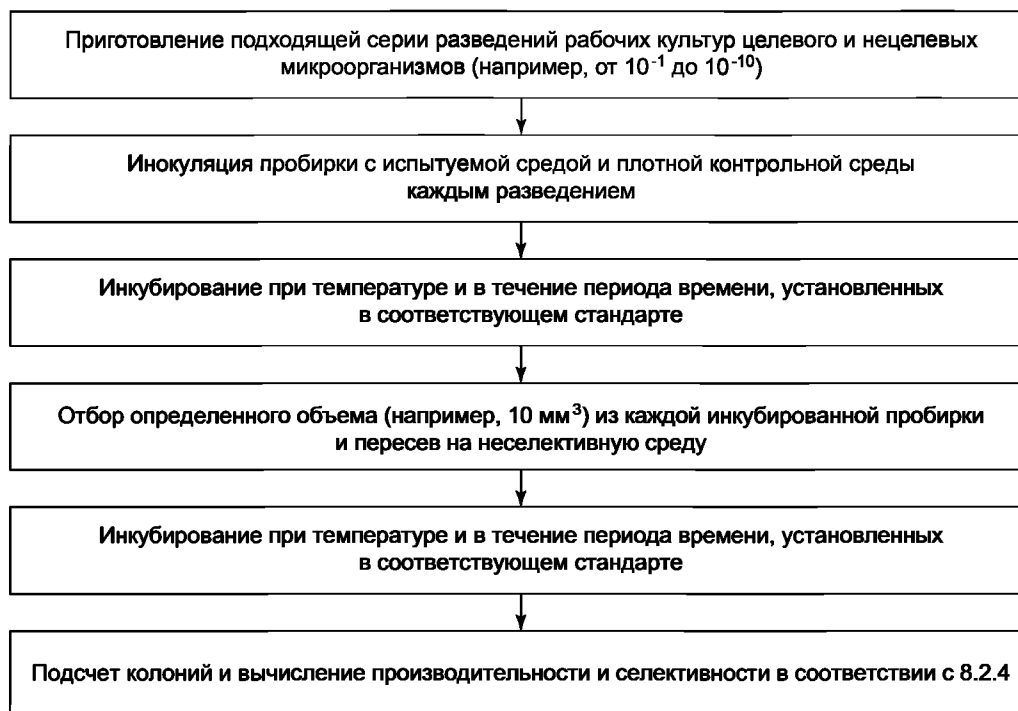 Приготовление подходящей серии разведений рабочих культур целевого и нецелевых
микроорганизмов (например, от 10⁻¹ до 10⁻¹⁰)
Инокуляция пробирки с испытуемой средой и плотной контрольной среды
каждым разведением
Инкубирование при температуре и в течение периода времени, установленных
в соответствующем стандарте
Отбор определенного объема (например, 10 мм³) из каждой инкубированной пробирки
и пересев на неселективную среду
Инкубирование при температуре и в течение периода времени, установленных
в соответствующем стандарте
Подсчет колоний и вычисление производительности и селективности в соответствии с 8.2.4